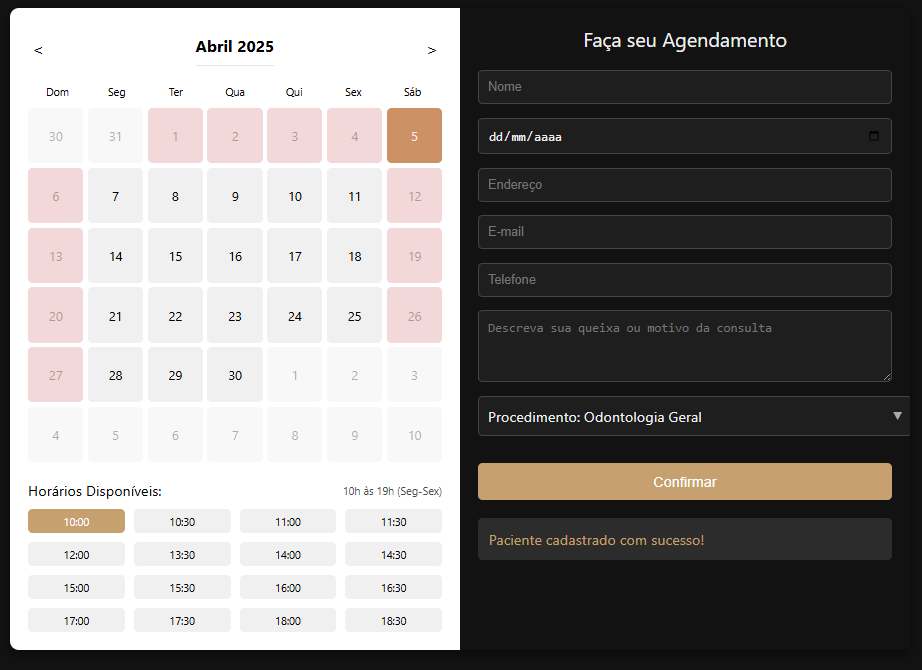 < Abril 2025 >
Dom Seg Ter Qua Qui Sex Sáb
30 31 1 2 3 4 5
6 7 8 9 10 11 12
13 14 15 16 17 18 19
20 21 22 23 24 25 26
27 28 29 30 1 2 3
4 5 6 7 8 9 10
Horários Disponíveis: 10h às 19h (Seg-Sex)
10:00 10:30 11:00 11:30
12:00 13:30 14:00 14:30
15:00 15:30 16:00 16:30
17:00 17:30 18:00 18:30
Faça seu Agendamento
Nome
dd/mm/aaaa
Endereço
E-mail
Telefone
Descreva sua queixa ou motivo da consulta
Procedimento: Odontologia Geral
Confirmar
Paciente cadastrado com sucesso!